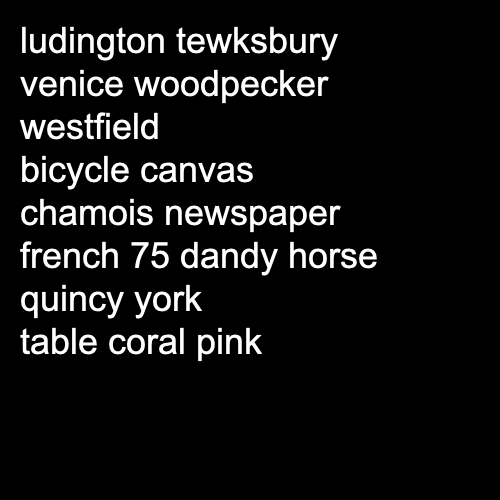 ludington tewksbury
venice woodpecker
westfield
bicycle canvas
chamois newspaper
french 75 dandy horse
quincy york
table coral pink